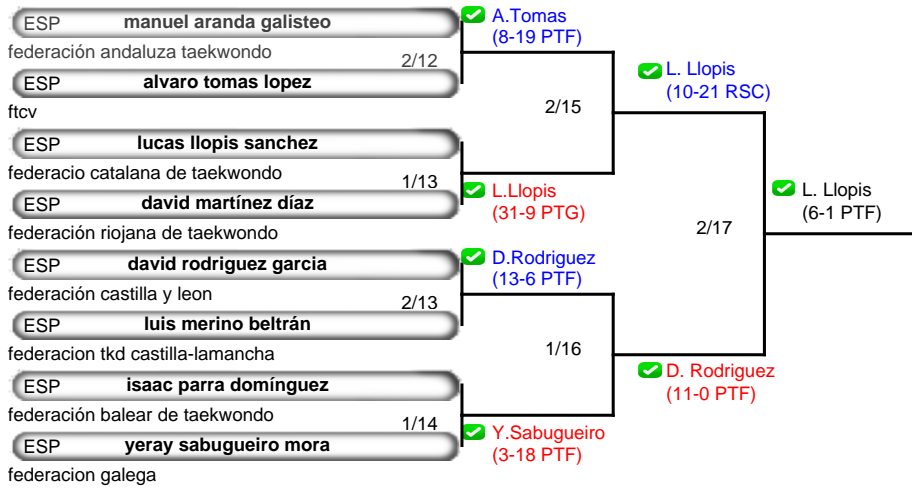 ESP manuel aranda galisteo
federación andaluza taekwondo
2/12
ESP alvaro tomas lopez
ftcv
ESP lucas llopis sanchez
federacio catalana de taekwondo
1/13
ESP david martínez díaz
federación riojana de taekwondo
ESP david rodriguez garcia
federación castilla y leon
2/13
ESP luis merino beltrán
federacion tkd castilla-lamancha
ESP isaac parra domínguez
federación balear de taekwondo
1/14
ESP yeray sabugueiro mora
federacion galega
A.Tomas
(8-19 PTF)
2/15
L.Llopis
(31-9 PTG)
D.Rodriguez
(13-6 PTF)
1/16
Y.Sabugueiro
(3-18 PTF)
L. Llopis
(10-21 RSC)
2/17
D. Rodriguez
(11-0 PTF)
L. Llopis
(6-1 PTF)